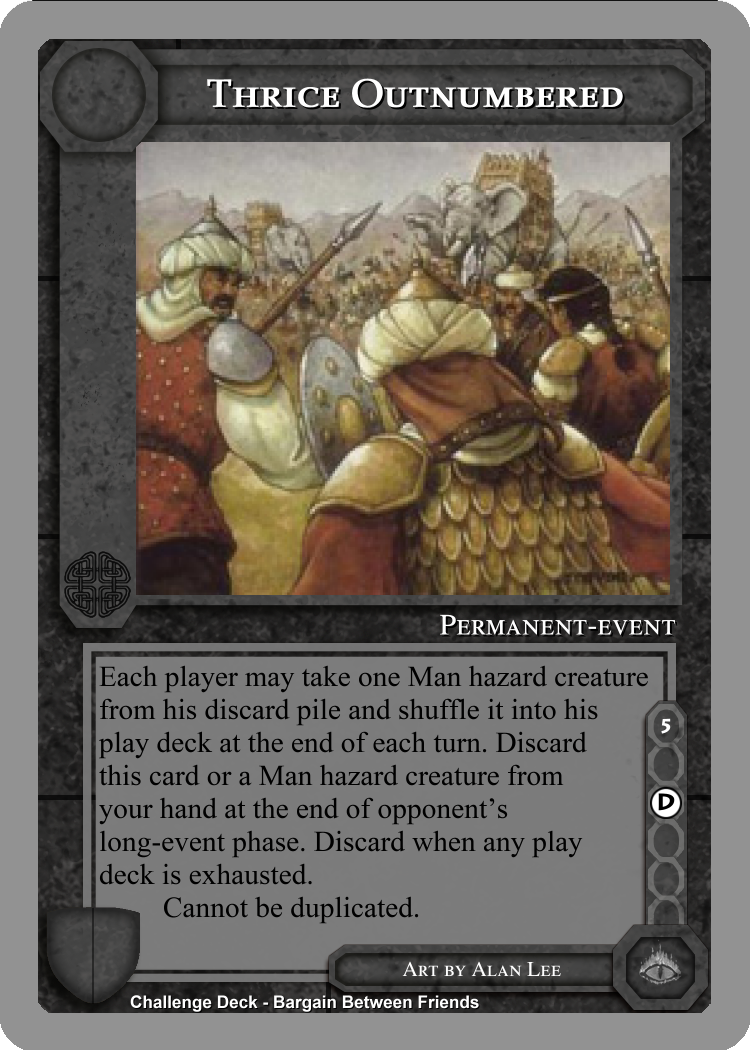 Thrice Outnumbered
Permanent-event
Each player may take one Man hazard creature
from his discard pile and shuffle it into his
play deck at the end of each turn. Discard
this card or a Man hazard creature from
your hand at the end of opponent’s
long-event phase. Discard when any play
deck is exhausted.
Cannot be duplicated.
5
D
Art by Alan Lee
Challenge Deck - Bargain Between Friends